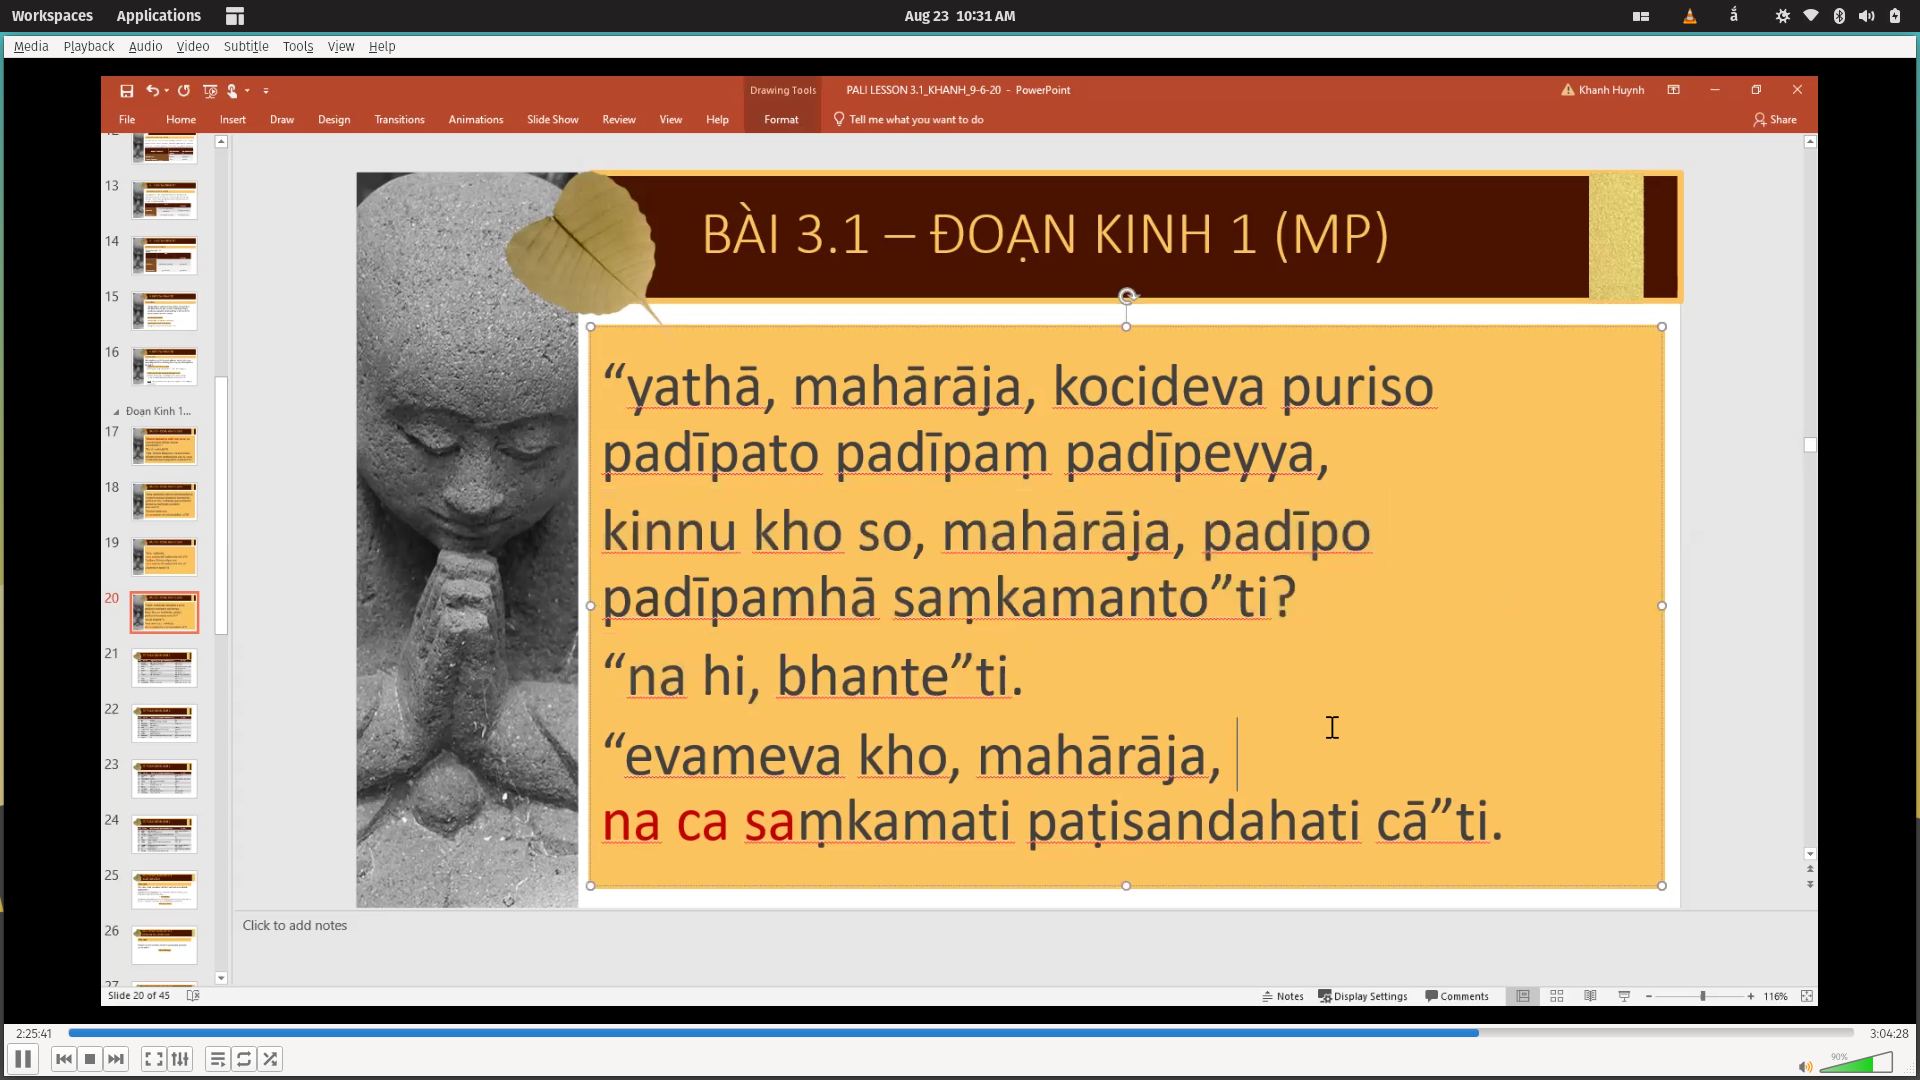 Workspaces Applications Aug 23 10:31 AM ắ
Media Playback Audio Video Subtitle Tools View Help
Drawing Tools PALI LESSON 3.1_KHANH_9-6-20 - PowerPoint Khanh Huynh
File Home Insert Draw Design Transitions Animations Slide Show Review View Help Format Tell me what you want to do Share
BÀI 3.1 – ĐOẠN KINH 1 (MP)
“yathā, mahārāja, kocideva puriso
padīpato padīpaṃ padīpeyya,
kinnu kho so, mahārāja, padīpo
padīpamhā saṃkamanto”ti?
“na hi, bhante”ti.
“evameva kho, mahārāja,
na ca saṃkamati paṭisandahati cā”ti.
12
13
14
15
16
Đoạn Kinh 1...
17
18
19
20
21
22
23
24
25
26
27
Click to add notes
Slide 20 of 45 Notes Display Settings Comments 116%
2:25:41 3:04:28
90%